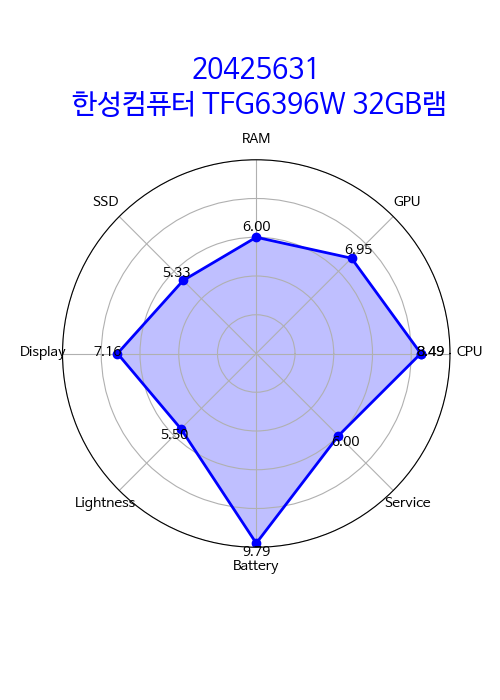 20425631
한성컴퓨터 TFG6396W 32GB램
RAM
SSD
GPU
6.00
6.95
5.33
Display
7.16
8.49
CPU
5.50
6.00
Lightness
Service
9.79
Battery